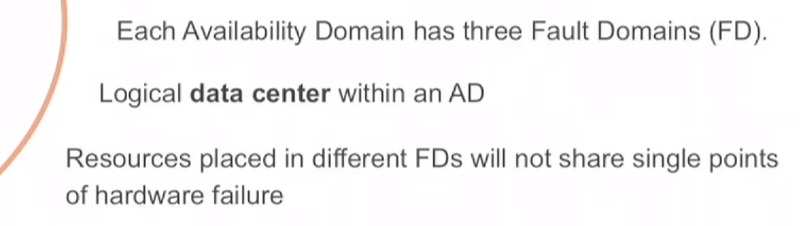 Each Availability Domain has three Fault Domains (FD).
Logical data center within an AD
Resources placed in different FDs will not share single points
of hardware failure